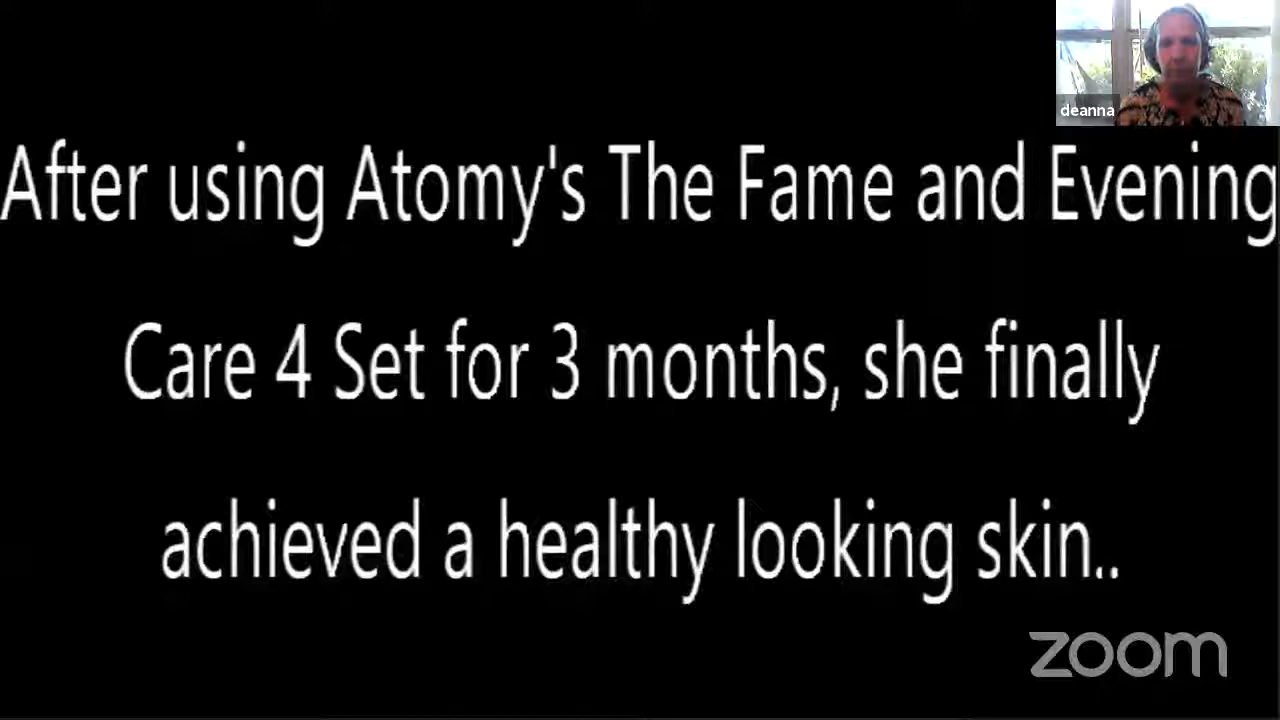 deanna
After using Atomy's The Fame and Evening
Care 4 Set for 3 months, she finally
achieved a healthy looking skin..
zoom